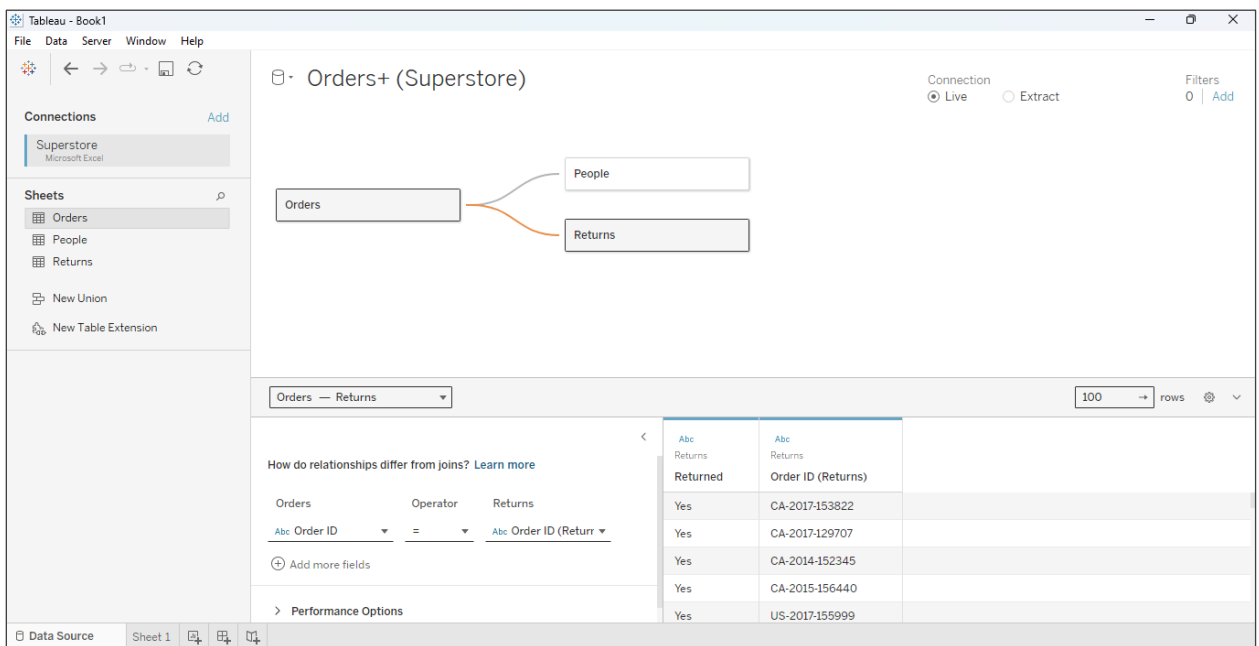 Tableau - Book1
File Data Server Window Help
Connections Add
Superstore
Microsoft Excel
Sheets
Orders
People
Returns
New Union
New Table Extension
Orders+ (Superstore)
Connection
Live Extract
Filters
0 Add
Orders
People
Returns
Orders — Returns
100 → rows
How do relationships differ from joins? Learn more
Orders Operator Returns
Abc Order ID = Abc Order ID (Returr
Add more fields
Performance Options
Abc Abc
Returns Returns
Returned Order ID (Returns)
Yes CA-2017-153822
Yes CA-2017-129707
Yes CA-2014-152345
Yes CA-2015-156440
Yes US-2017-155999
Data Source Sheet 1